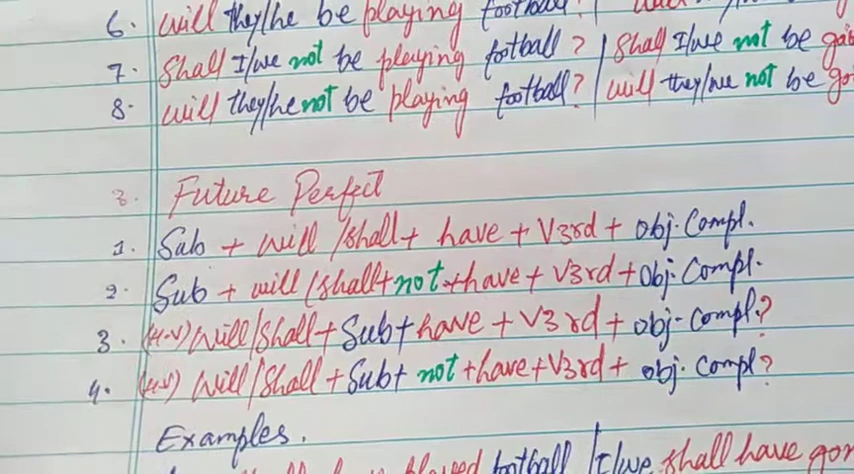 6. Will they/he be playing football?
7. Shall I/we not be playing football? | Shall I/we not be
8. will they/he not be playing football? | will they/we not be
3. Future Perfect
1. Sub + will /shall + have + V3rd + obj. Compl.
2. Sub + will /shall + not + have + V3rd + Obj. Compl.
3. (H.V) Will/Shall + Sub + have + V3rd + obj. Compl.?
4. (H.V) Will/Shall + Sub + not + have + V3rd + obj. Compl?
Examples.
football / I/we shall have